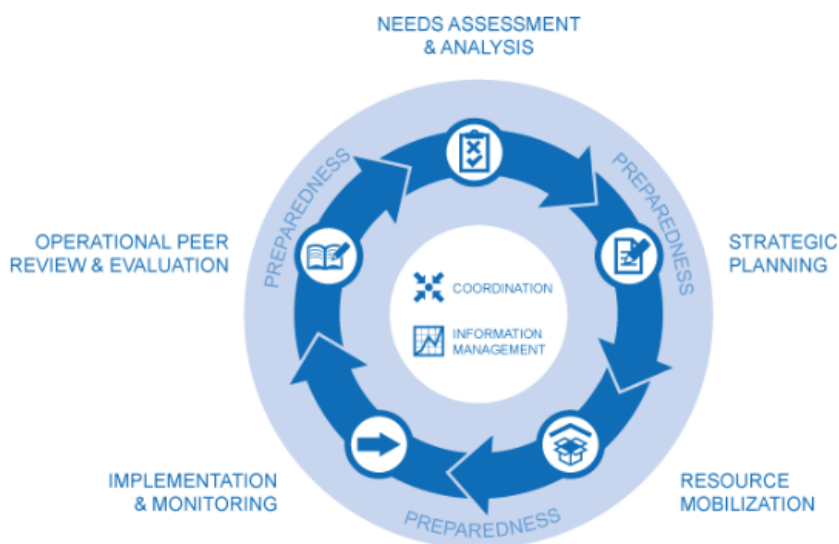 NEEDS ASSESSMENT
& ANALYSIS
PREPAREDNESS
PREPAREDNESS
OPERATIONAL PEER
REVIEW & EVALUATION
STRATEGIC
PLANNING
COORDINATION
INFORMATION
MANAGEMENT
IMPLEMENTATION
& MONITORING
RESOURCE
MOBILIZATION
PREPAREDNESS